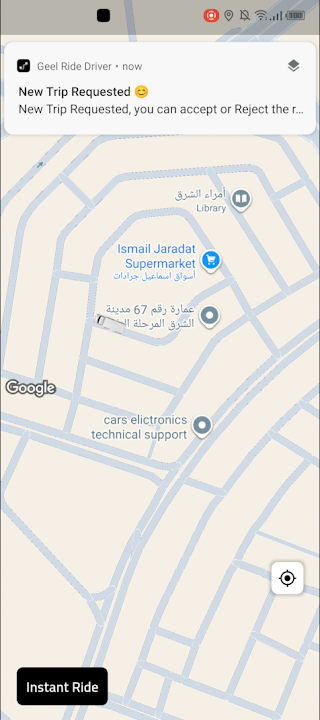 Geel Ride Driver • now
New Trip Requested 😊
New Trip Requested, you can accept or Reject the r...
أمراء الشرق
Library
Ismail Jaradat
Supermarket
أسواق اسماعيل جرادات
عمارة رقم 67 مدينة
الشرق المرحلة
Google
cars elictronics
technical support
Instant Ride